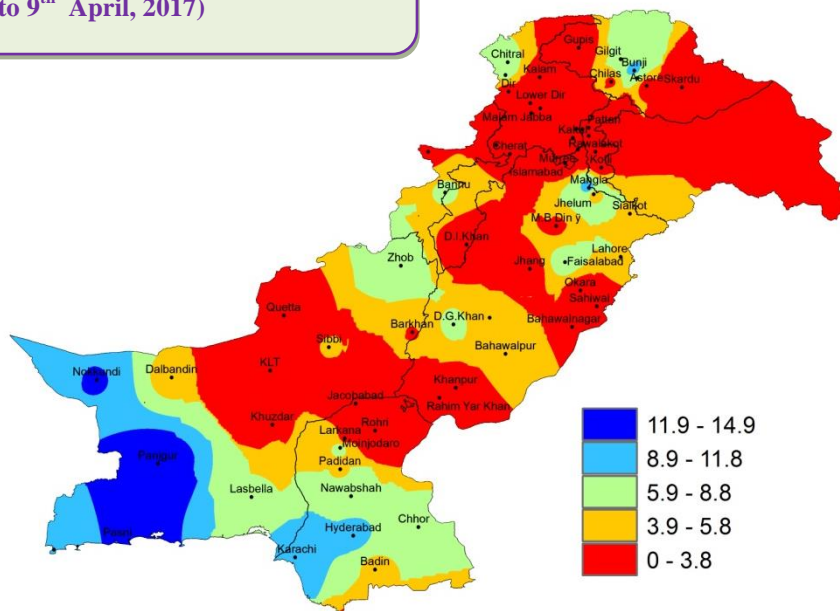 to 9th April, 2017)
Gupis
Chitral
Gilgit
Bunji
Kalam
Chilas
Astore
Skardu
Dir
Lower Dir
Malam Jabba
Pattan
Kakul
Cherat
Rawalakot
Murree
Kotli
Islamabad
Mangla
Bannu
Jhelum
Sialkot
M B Din ÿ
D.I.Khan
Lahore
Zhob
Jhang
Faisalabad
Okara
Sahiwal
Quetta
D.G.Khan
Bahawalnagar
Barkhan
Sibbi
Bahawalpur
Nokkundi
Dalbandin
KLT
Khanpur
Jacobabad
Rahim Yar Khan
Khuzdar
Rohri
Larkana
Moinjodaro
Panjgur
Padidan
Lasbella
Nawabshah
Chhor
Pasni
Hyderabad
Karachi
Badin
11.9 - 14.9
8.9 - 11.8
5.9 - 8.8
3.9 - 5.8
0 - 3.8